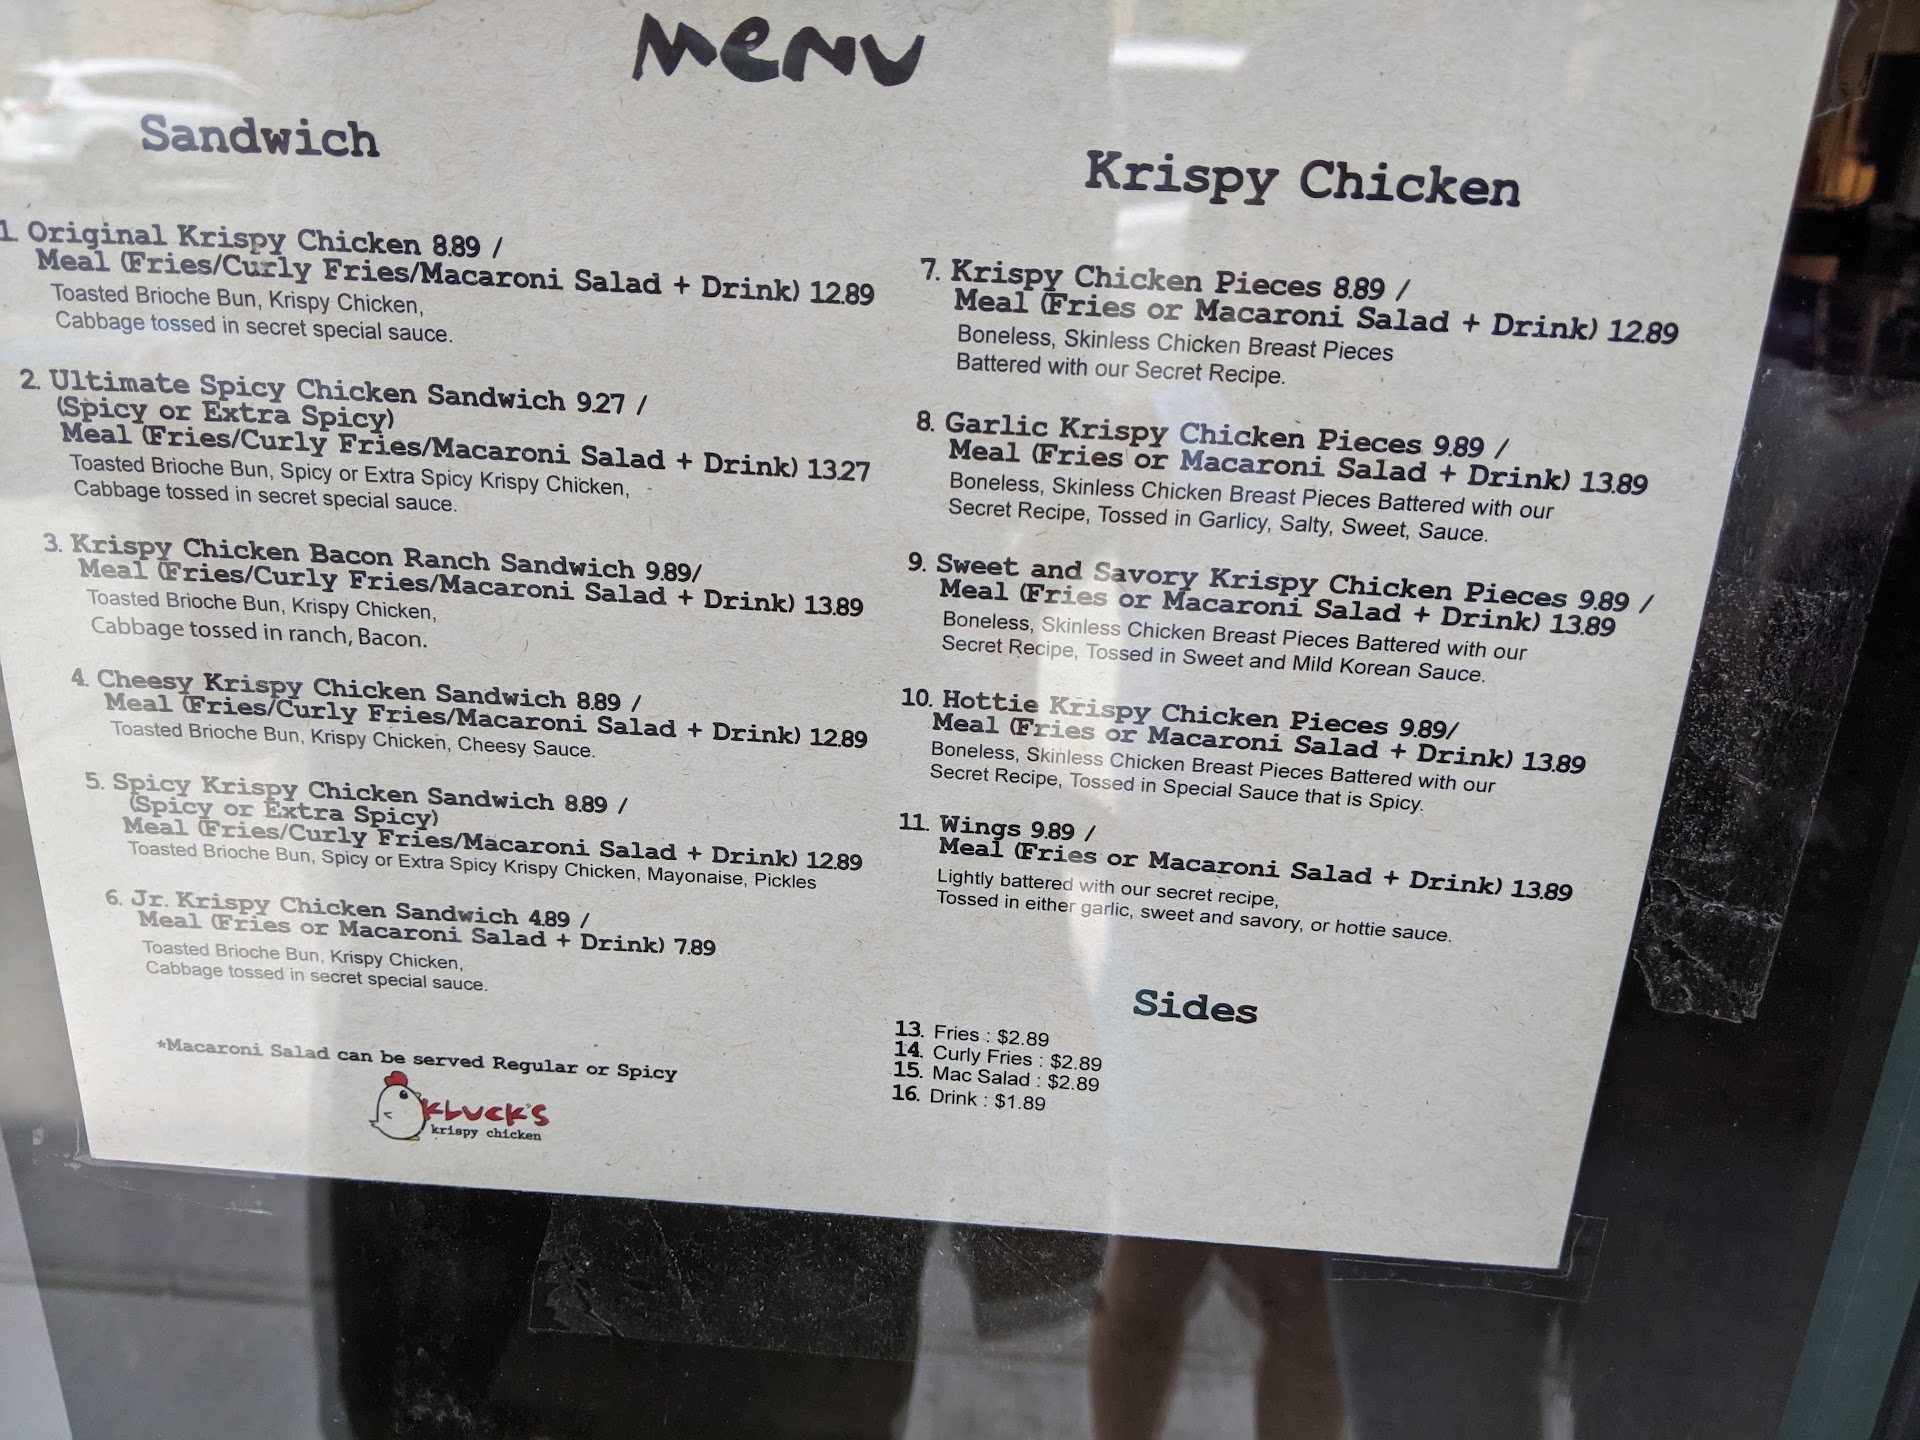 Menu
Sandwich
1. Original Krispy Chicken 8.89 /
Meal (Fries/Curly Fries/Macaroni Salad + Drink) 12.89
Toasted Brioche Bun, Krispy Chicken,
Cabbage tossed in secret special sauce.
2. Ultimate Spicy Chicken Sandwich 9.27 /
(Spicy or Extra Spicy)
Meal (Fries/Curly Fries/Macaroni Salad + Drink) 13.27
Toasted Brioche Bun, Spicy or Extra Spicy Krispy Chicken,
Cabbage tossed in secret special sauce.
3. Krispy Chicken Bacon Ranch Sandwich 9.89/
Meal (Fries/Curly Fries/Macaroni Salad + Drink) 13.89
Toasted Brioche Bun, Krispy Chicken,
Cabbage tossed in ranch, Bacon.
4. Cheesy Krispy Chicken Sandwich 8.89 /
Meal (Fries/Curly Fries/Macaroni Salad + Drink) 12.89
Toasted Brioche Bun, Krispy Chicken, Cheesy Sauce.
5. Spicy Krispy Chicken Sandwich 8.89 /
(Spicy or Extra Spicy)
Meal (Fries/Curly Fries/Macaroni Salad + Drink) 12.89
Toasted Brioche Bun, Spicy or Extra Spicy Krispy Chicken, Mayonaise, Pickles
6. Jr. Krispy Chicken Sandwich 4.89 /
Meal (Fries or Macaroni Salad + Drink) 7.89
Toasted Brioche Bun, Krispy Chicken,
Cabbage tossed in secret special sauce.
*Macaroni Salad can be served Regular or Spicy
KLUCK'S
krispy chicken
Krispy Chicken
7. Krispy Chicken Pieces 8.89 /
Meal (Fries or Macaroni Salad + Drink) 12.89
Boneless, Skinless Chicken Breast Pieces
Battered with our Secret Recipe.
8. Garlic Krispy Chicken Pieces 9.89 /
Meal (Fries or Macaroni Salad + Drink) 13.89
Boneless, Skinless Chicken Breast Pieces Battered with our
Secret Recipe, Tossed in Garlicy, Salty, Sweet, Sauce.
9. Sweet and Savory Krispy Chicken Pieces 9.89 /
Meal (Fries or Macaroni Salad + Drink) 13.89
Boneless, Skinless Chicken Breast Pieces Battered with our
Secret Recipe, Tossed in Sweet and Mild Korean Sauce.
10. Hottie Krispy Chicken Pieces 9.89/
Meal (Fries or Macaroni Salad + Drink) 13.89
Boneless, Skinless Chicken Breast Pieces Battered with our
Secret Recipe, Tossed in Special Sauce that is Spicy.
11. Wings 9.89 /
Meal (Fries or Macaroni Salad + Drink) 13.89
Lightly battered with our secret recipe,
Tossed in either garlic, sweet and savory, or hottie sauce.
Sides
13. Fries : $2.89
14. Curly Fries : $2.89
15. Mac Salad : $2.89
16. Drink : $1.89